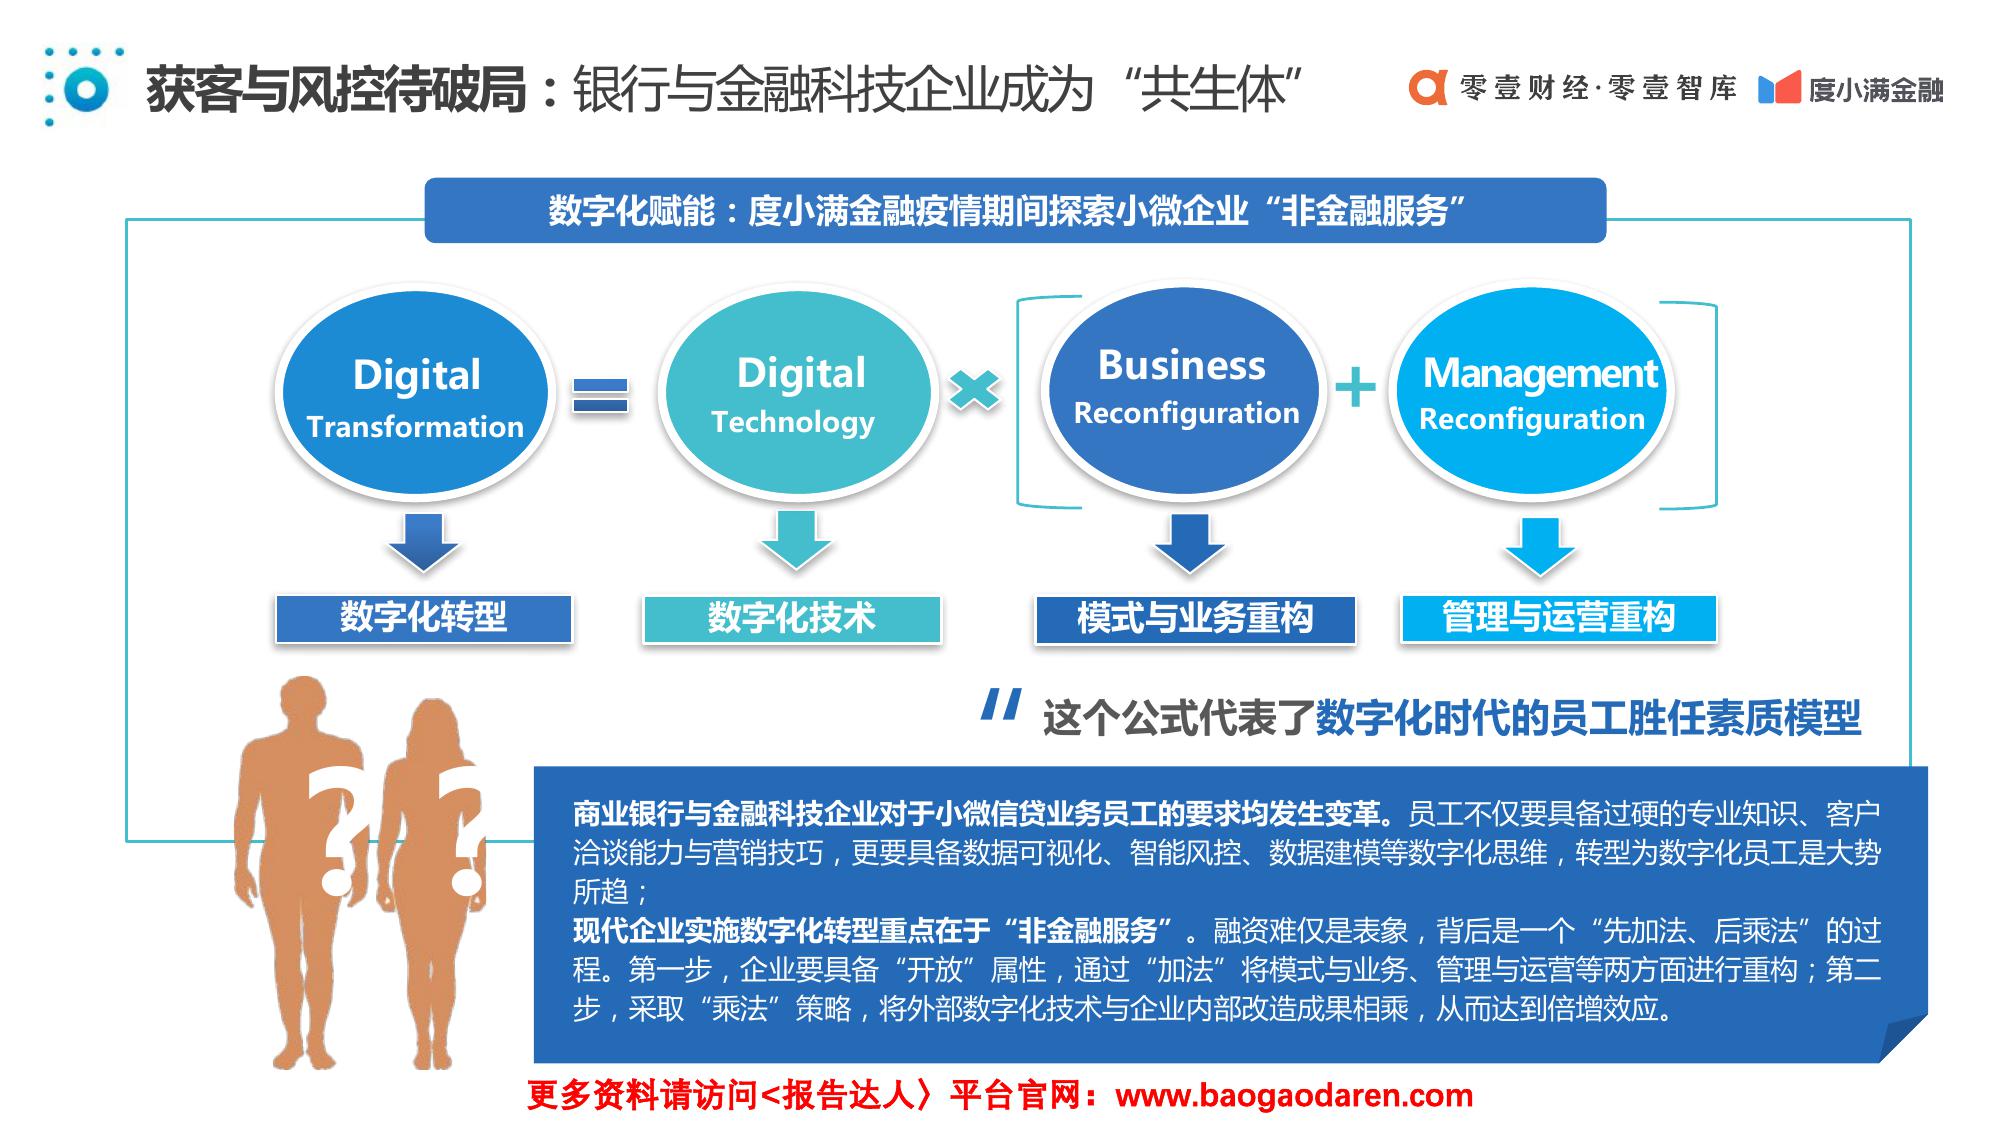 获客与风控待破局：银行与金融科技企业成为“共生体”
零壹财经·零壹智库
度小满金融
数字化赋能：度小满金融疫情期间探索小微企业“非金融服务”
Digital
Transformation
=
Digital
Technology
×
Business
Reconfiguration
+
Management
Reconfiguration
数字化转型
数字化技术
模式与业务重构
管理与运营重构
“ 这个公式代表了数字化时代的员工胜任素质模型
? ?
商业银行与金融科技企业对于小微信贷业务员工的要求均发生变革。员工不仅要具备过硬的专业知识、客户
洽谈能力与营销技巧，更要具备数据可视化、智能风控、数据建模等数字化思维，转型为数字化员工是大势
所趋；
现代企业实施数字化转型重点在于“非金融服务”。融资难仅是表象，背后是一个“先加法、后乘法”的过
程。第一步，企业要具备“开放”属性，通过“加法”将模式与业务、管理与运营等两方面进行重构；第二
步，采取“乘法”策略，将外部数字化技术与企业内部改造成果相乘，从而达到倍增效应。
更多资料请访问<报告达人〉平台官网：www.baogaodaren.com